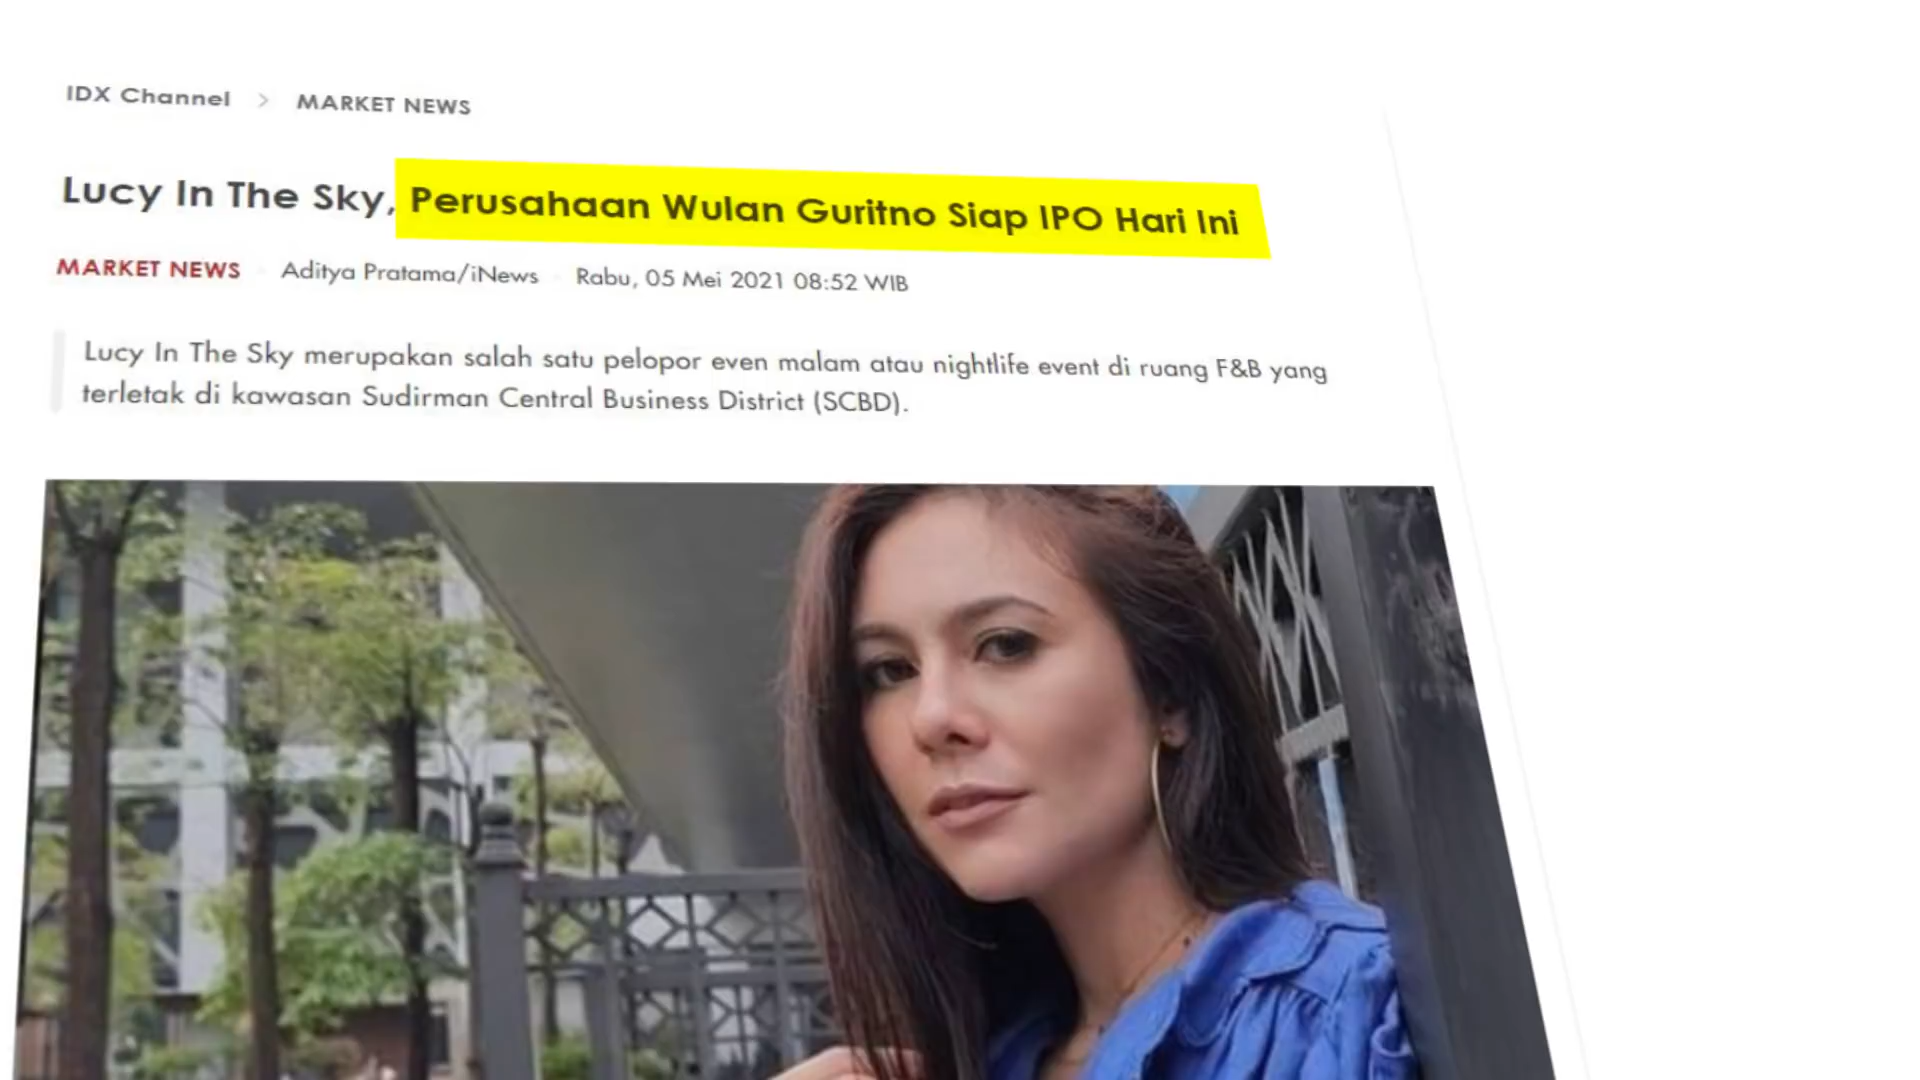 IDX Channel > MARKET NEWS
Lucy In The Sky, Perusahaan Wulan Guritno Siap IPO Hari Ini
MARKET NEWS Aditya Pratama/iNews Rabu, 05 Mei 2021 08:52 WIB
Lucy In The Sky merupakan salah satu pelopor even malam atau nightlife event di ruang F&B yang
terletak di kawasan Sudirman Central Business District (SCBD).